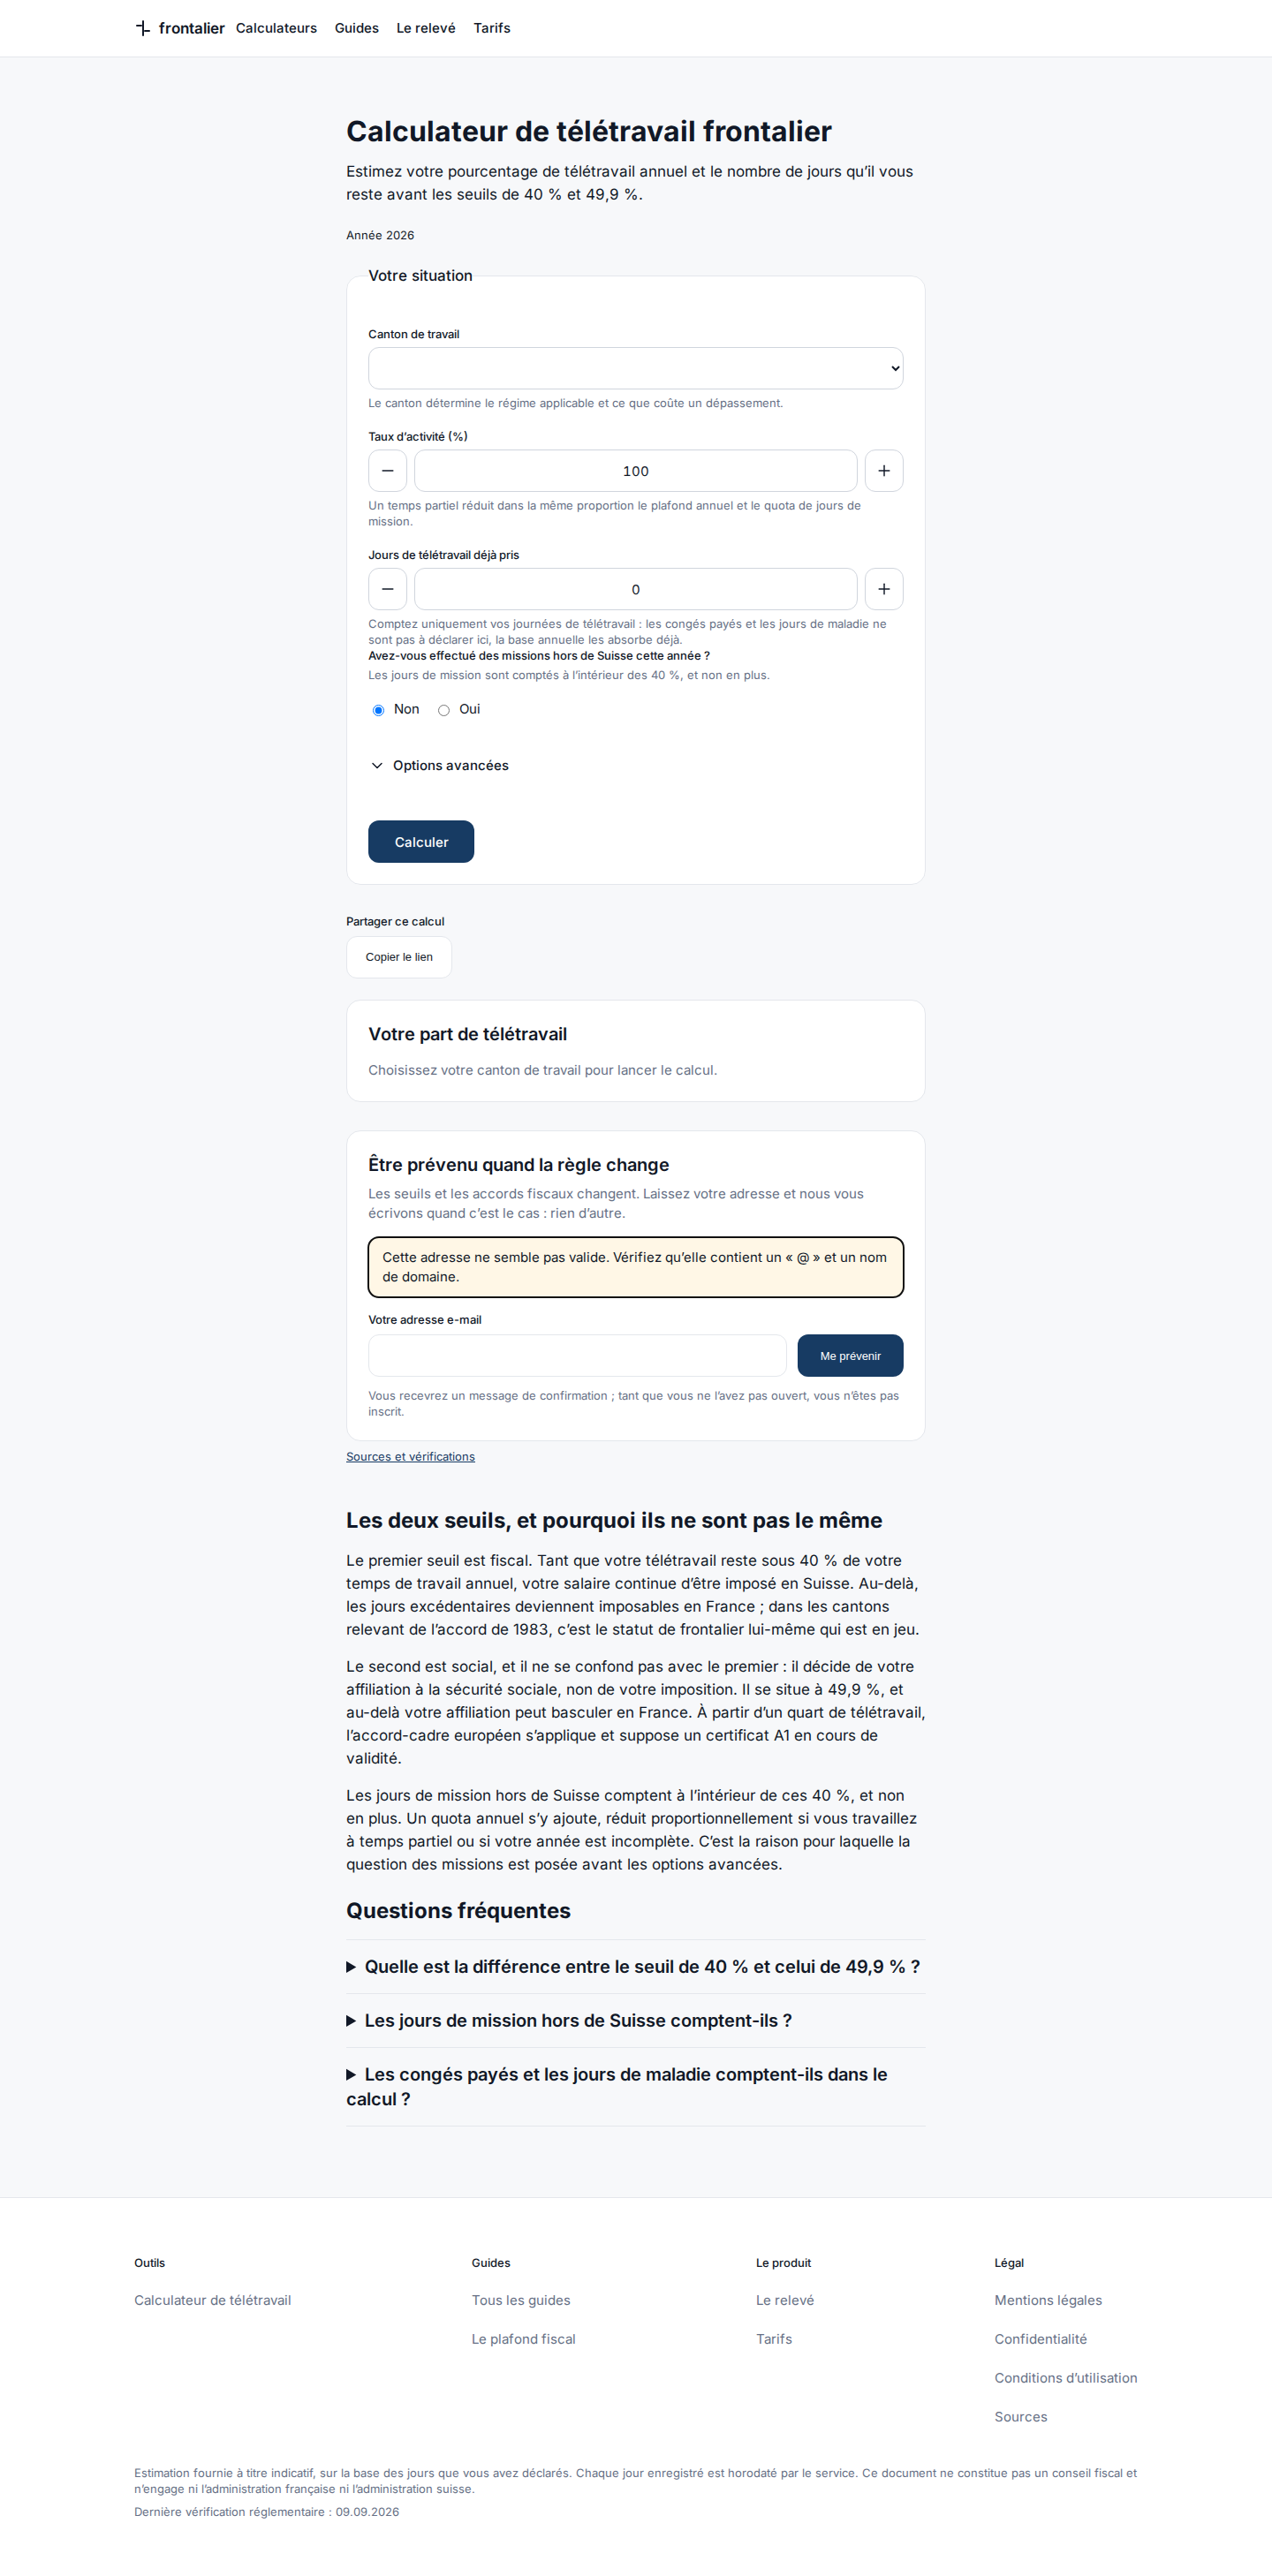 frontalier Calculateurs Guides Le relevé Tarifs
Calculateur de télétravail frontalier
Estimez votre pourcentage de télétravail annuel et le nombre de jours qu’il vous
reste avant les seuils de 40 % et 49,9 %.
Année 2026
Votre situation
Canton de travail
Le canton détermine le régime applicable et ce que coûte un dépassement.
Taux d’activité (%)
100
Un temps partiel réduit dans la même proportion le plafond annuel et le quota de jours de
mission.
Jours de télétravail déjà pris
0
Comptez uniquement vos journées de télétravail : les congés payés et les jours de maladie ne
sont pas à déclarer ici, la base annuelle les absorbe déjà.
Avez-vous effectué des missions hors de Suisse cette année ?
Les jours de mission sont comptés à l’intérieur des 40 %, et non en plus.
Non Oui
Options avancées
Calculer
Partager ce calcul
Copier le lien
Votre part de télétravail
Choisissez votre canton de travail pour lancer le calcul.
Être prévenu quand la règle change
Les seuils et les accords fiscaux changent. Laissez votre adresse et nous vous
écrivons quand c’est le cas : rien d’autre.
Cette adresse ne semble pas valide. Vérifiez qu’elle contient un « @ » et un nom
de domaine.
Votre adresse e-mail
Me prévenir
Vous recevrez un message de confirmation ; tant que vous ne l’avez pas ouvert, vous n’êtes pas
inscrit.
Sources et vérifications
Les deux seuils, et pourquoi ils ne sont pas le même
Le premier seuil est fiscal. Tant que votre télétravail reste sous 40 % de votre
temps de travail annuel, votre salaire continue d’être imposé en Suisse. Au-delà,
les jours excédentaires deviennent imposables en France ; dans les cantons
relevant de l’accord de 1983, c’est le statut de frontalier lui-même qui est en jeu.
Le second est social, et il ne se confond pas avec le premier : il décide de votre
affiliation à la sécurité sociale, non de votre imposition. Il se situe à 49,9 %, et
au-delà votre affiliation peut basculer en France. À partir d’un quart de télétravail,
l’accord-cadre européen s’applique et suppose un certificat A1 en cours de
validité.
Les jours de mission hors de Suisse comptent à l’intérieur de ces 40 %, et non
en plus. Un quota annuel s’y ajoute, réduit proportionnellement si vous travaillez
à temps partiel ou si votre année est incomplète. C’est la raison pour laquelle la
question des missions est posée avant les options avancées.
Questions fréquentes
Quelle est la différence entre le seuil de 40 % et celui de 49,9 % ?
Les jours de mission hors de Suisse comptent-ils ?
Les congés payés et les jours de maladie comptent-ils dans le
calcul ?
Outils
Calculateur de télétravail
Guides
Tous les guides
Le plafond fiscal
Le produit
Le relevé
Tarifs
Légal
Mentions légales
Confidentialité
Conditions d’utilisation
Sources
Estimation fournie à titre indicatif, sur la base des jours que vous avez déclarés. Chaque jour enregistré est horodaté par le service. Ce document ne constitue pas un conseil fiscal et
n’engage ni l’administration française ni l’administration suisse.
Dernière vérification réglementaire : 09.09.2026